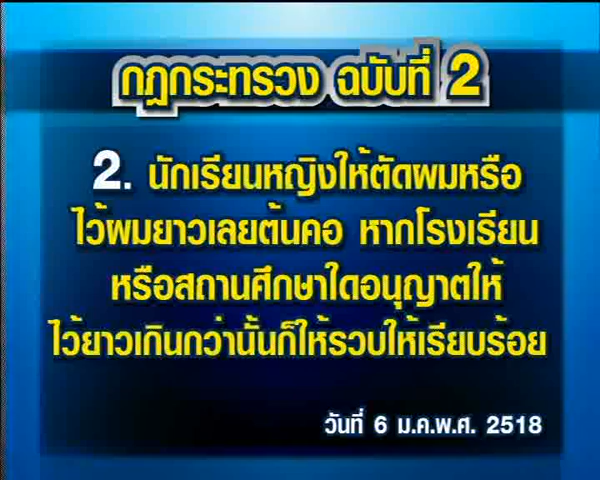 กฎกระทรวง ฉบับที่ 2
2. นักเรียนหญิงให้ตัดผมหรือ
ไว้ผมยาวเลยต้นคอ หากโรงเรียน
หรือสถานศึกษาใดอนุญาตให้
ไว้ยาวเกินกว่านั้นก็ให้รวบให้เรียบร้อย
วันที่ 6 ม.ค.พ.ศ. 2518